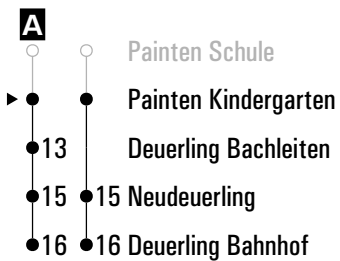 A
Painten Schule
Painten Kindergarten
13 Deuerling Bachleiten
15 15 Neudeuerling
16 16 Deuerling Bahnhof